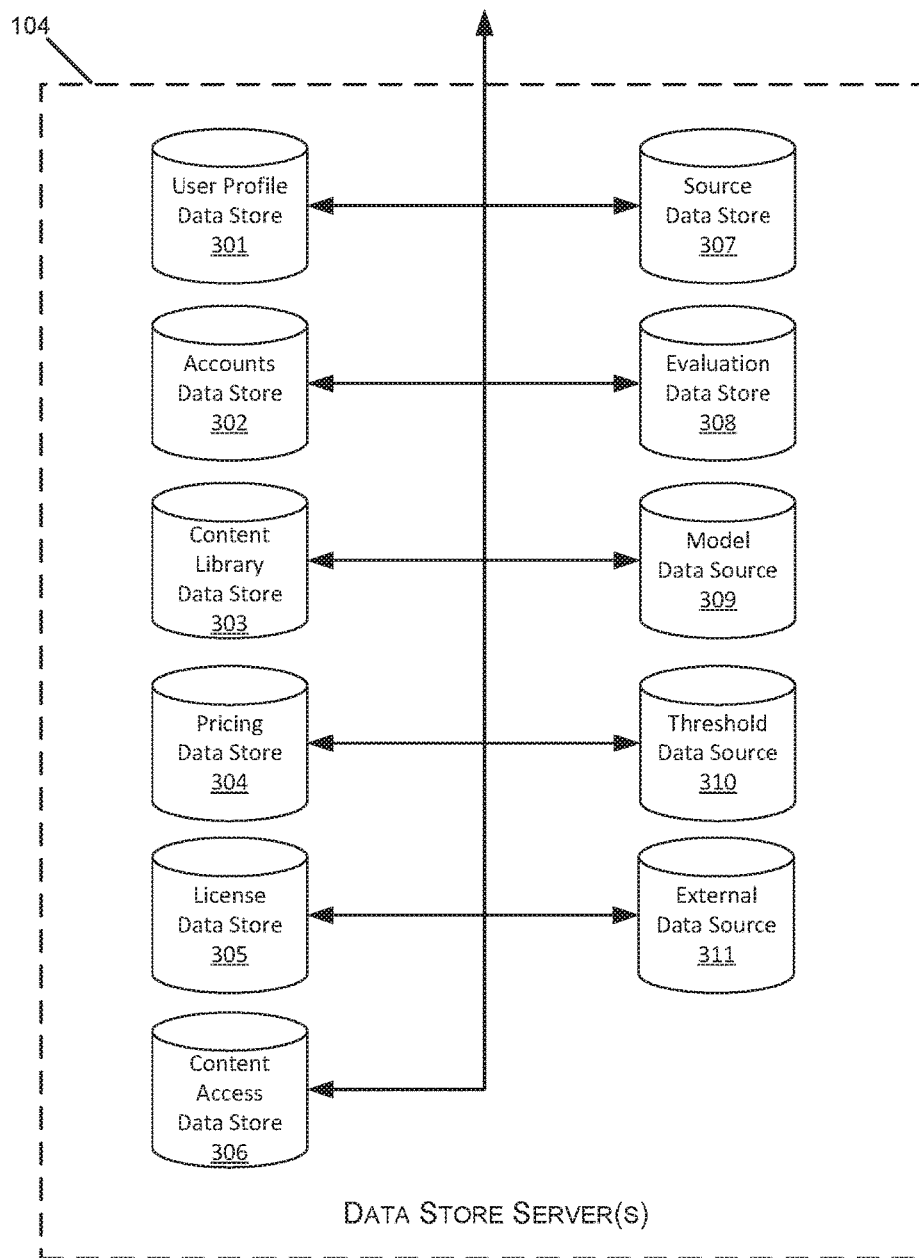 104
User Profile
Data Store
301
Source
Data Store
307
Accounts
Data Store
302
Evaluation
Data Store
308
Content
Library
Data Store
303
Model
Data Source
309
Pricing
Data Store
304
Threshold
Data Source
310
License
Data Store
305
External
Data Source
311
Content
Access
Data Store
306
DATA STORE SERVER(S)